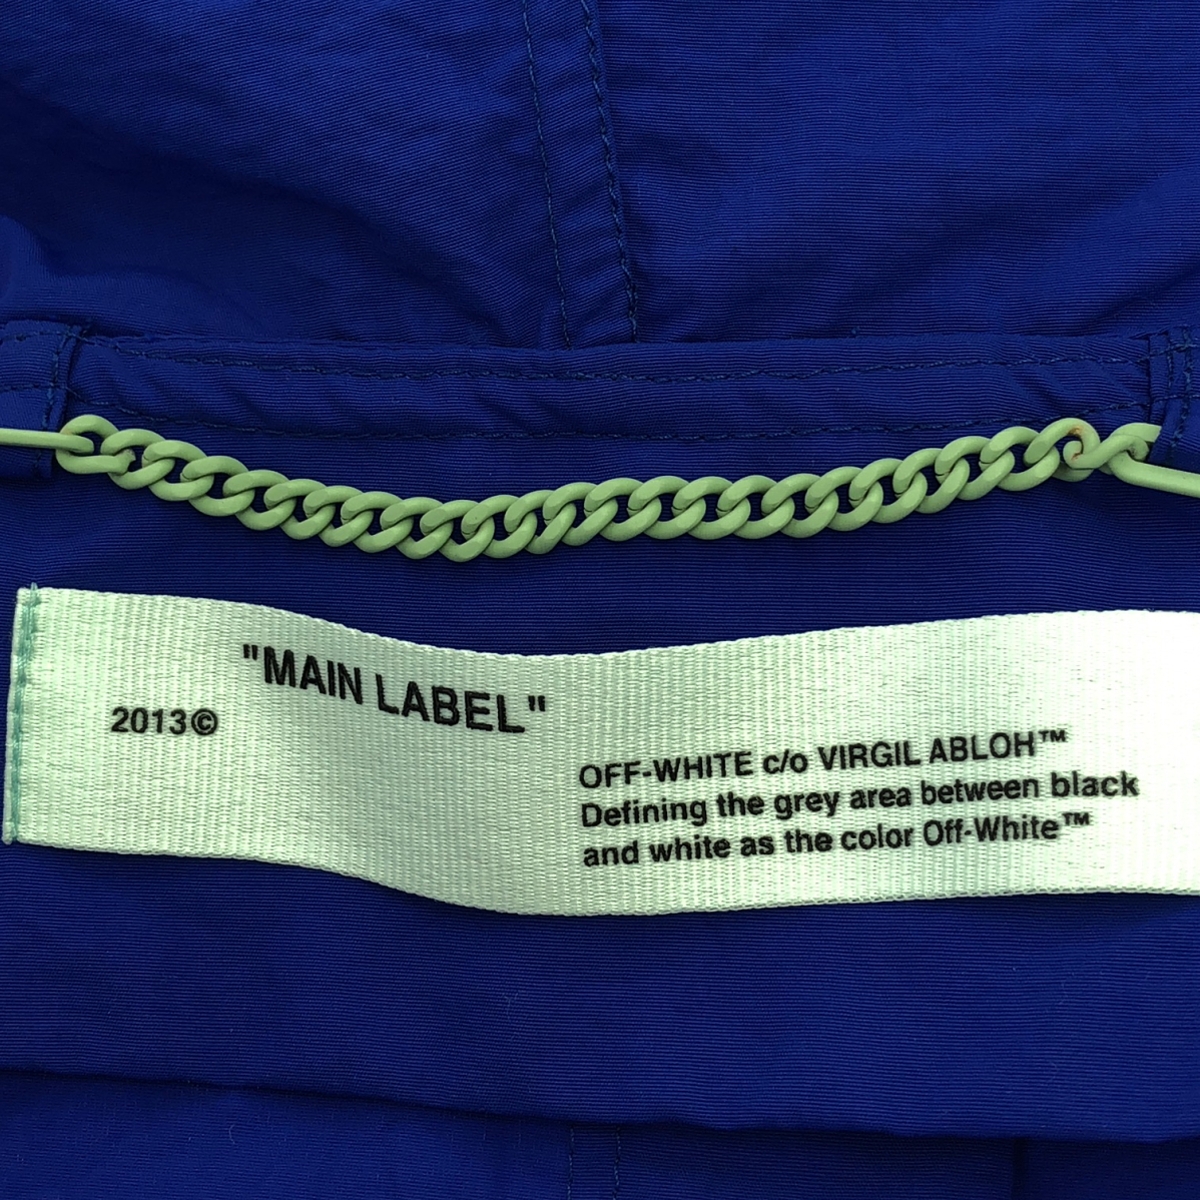 "MAIN LABEL"
2013©
OFF-WHITE c/o VIRGIL ABLOH™
Defining the grey area between black
and white as the color Off-White™